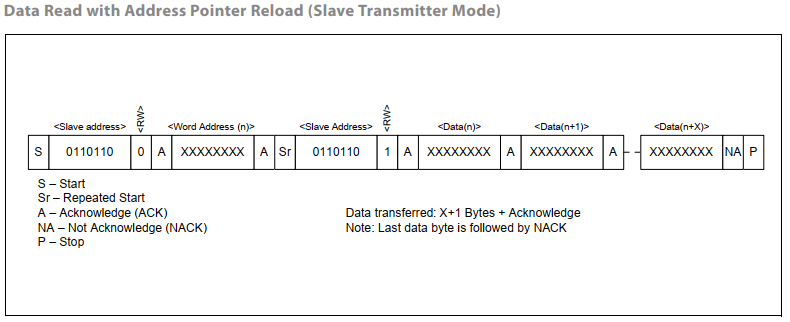 Data Read with Address Pointer Reload (Slave Transmitter Mode)
<Slave address> <RW> <Word Address (n)> <Slave Address> <RW> <Data(n)> <Data(n+1)> <Data(n+X)>
S 0110110 0 A XXXXXXXX A Sr 0110110 1 A XXXXXXXX A XXXXXXXX A XXXXXXXX NA P
S – Start
Sr – Repeated Start
A – Acknowledge (ACK) Data transferred: X+1 Bytes + Acknowledge
NA – Not Acknowledge (NACK) Note: Last data byte is followed by NACK
P – Stop